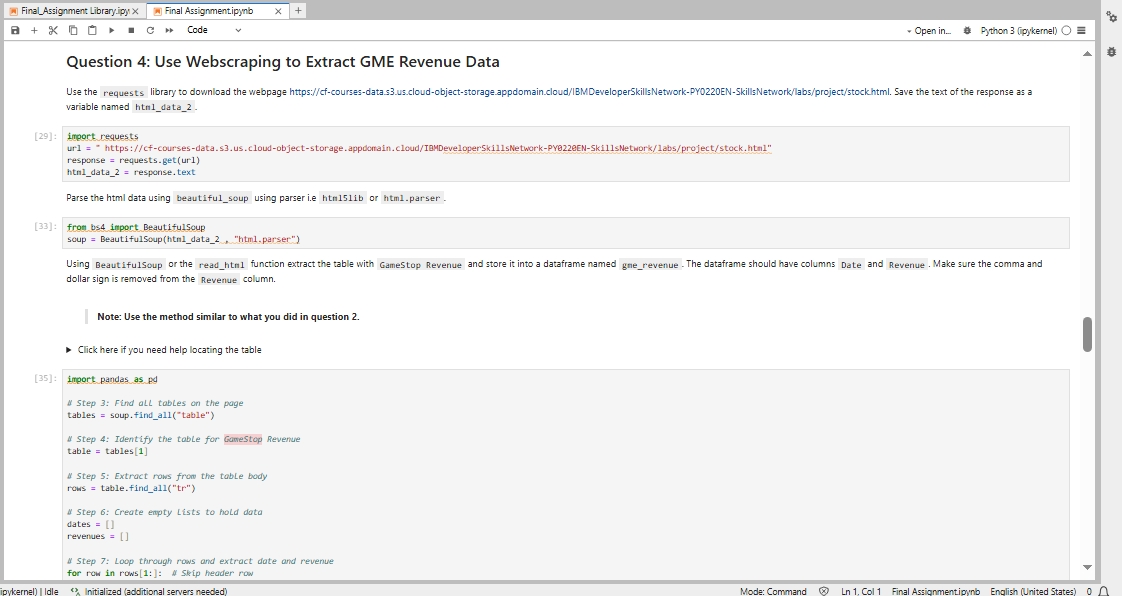 Final_Assignment Library.ipy
Final Assignment.ipynb
Code
Open in...
Python 3 (ipykernel)
Question 4: Use Webscraping to Extract GME Revenue Data
Use the requests library to download the webpage https://cf-courses-data.s3.us.cloud-object-storage.appdomain.cloud/IBMDeveloperSkillsNetwork-PY0220EN-SkillsNetwork/labs/project/stock.html. Save the text of the response as a
variable named html_data_2.
[29]:
import requests
url = " https://cf-courses-data.s3.us.cloud-object-storage.appdomain.cloud/IBMDeveloperSkillsNetwork-PY0220EN-SkillsNetwork/labs/project/stock.html"
response = requests.get(url)
html_data_2 = response.text
Parse the html data using beautiful_soup using parser i.e html5lib or html.parser.
[33]:
from bs4 import BeautifulSoup
soup = BeautifulSoup(html_data_2 , "html.parser")
Using BeautifulSoup or the read_html function extract the table with GameStop Revenue and store it into a dataframe named gme_revenue. The dataframe should have columns Date and Revenue. Make sure the comma and
dollar sign is removed from the Revenue column.
Note: Use the method similar to what you did in question 2.
Click here if you need help locating the table
[35]:
import pandas as pd
# Step 3: Find all tables on the page
tables = soup.find_all("table")
# Step 4: Identify the table for GameStop Revenue
table = tables[1]
# Step 5: Extract rows from the table body
rows = table.find_all("tr")
# Step 6: Create empty lists to hold data
dates = []
revenues = []
# Step 7: Loop through rows and extract date and revenue
for row in rows[1:]:  # Skip header row
ipykernel) | Idle
Initialized (additional servers needed)
Mode: Command
Ln 1, Col 1
Final Assignment.ipynb
English (United States)
0